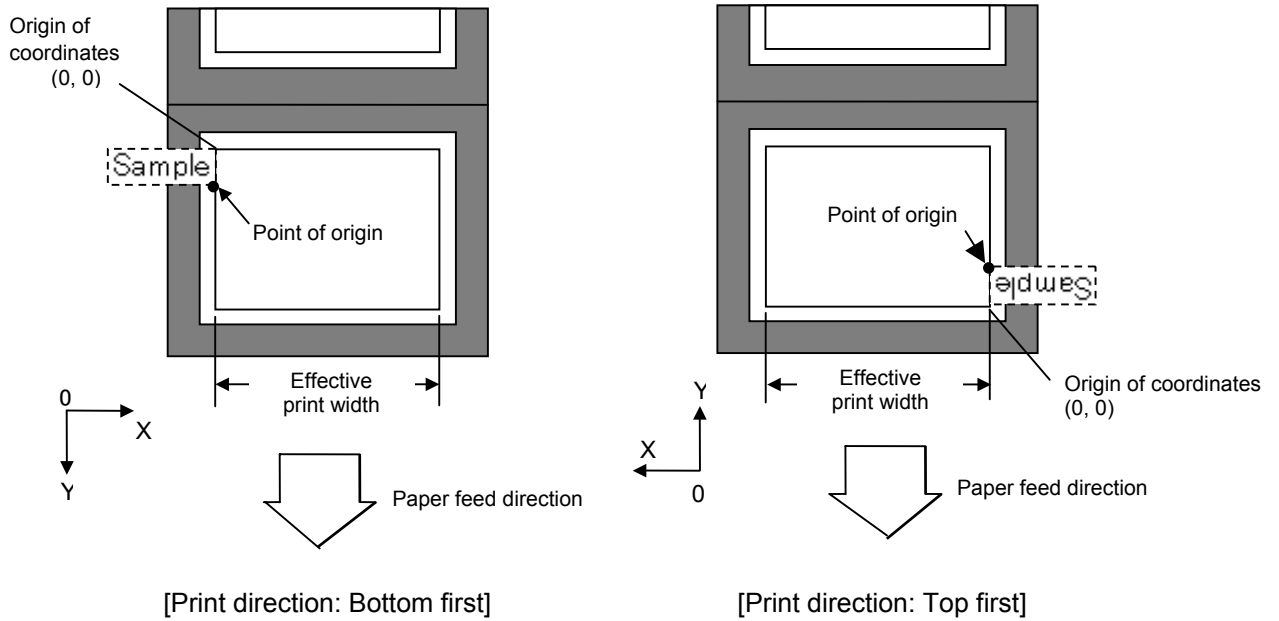 Origin of
coordinates
(0, 0)
Sample
Point of origin
Effective
print width
0
X
Y
Paper feed direction
[Print direction: Bottom first]
Point of origin
Sample
Effective
print width
Origin of coordinates
(0, 0)
Y
X
0
Paper feed direction
[Print direction: Top first]